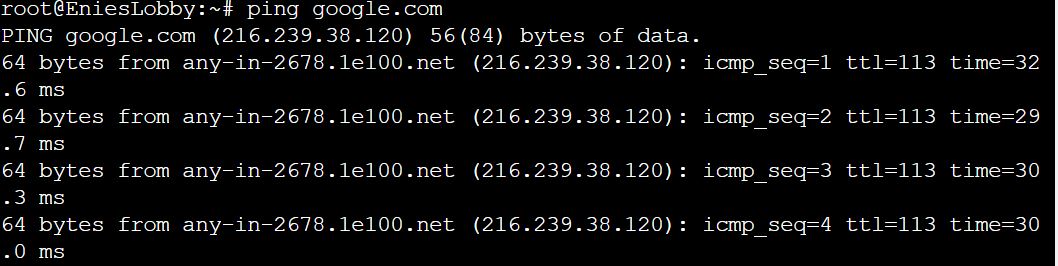 root@EniesLobby:~# ping google.com
PING google.com (216.239.38.120) 56(84) bytes of data.
64 bytes from any-in-2678.1e100.net (216.239.38.120): icmp_seq=1 ttl=113 time=32
.6 ms
64 bytes from any-in-2678.1e100.net (216.239.38.120): icmp_seq=2 ttl=113 time=29
.7 ms
64 bytes from any-in-2678.1e100.net (216.239.38.120): icmp_seq=3 ttl=113 time=30
.3 ms
64 bytes from any-in-2678.1e100.net (216.239.38.120): icmp_seq=4 ttl=113 time=30
.0 ms